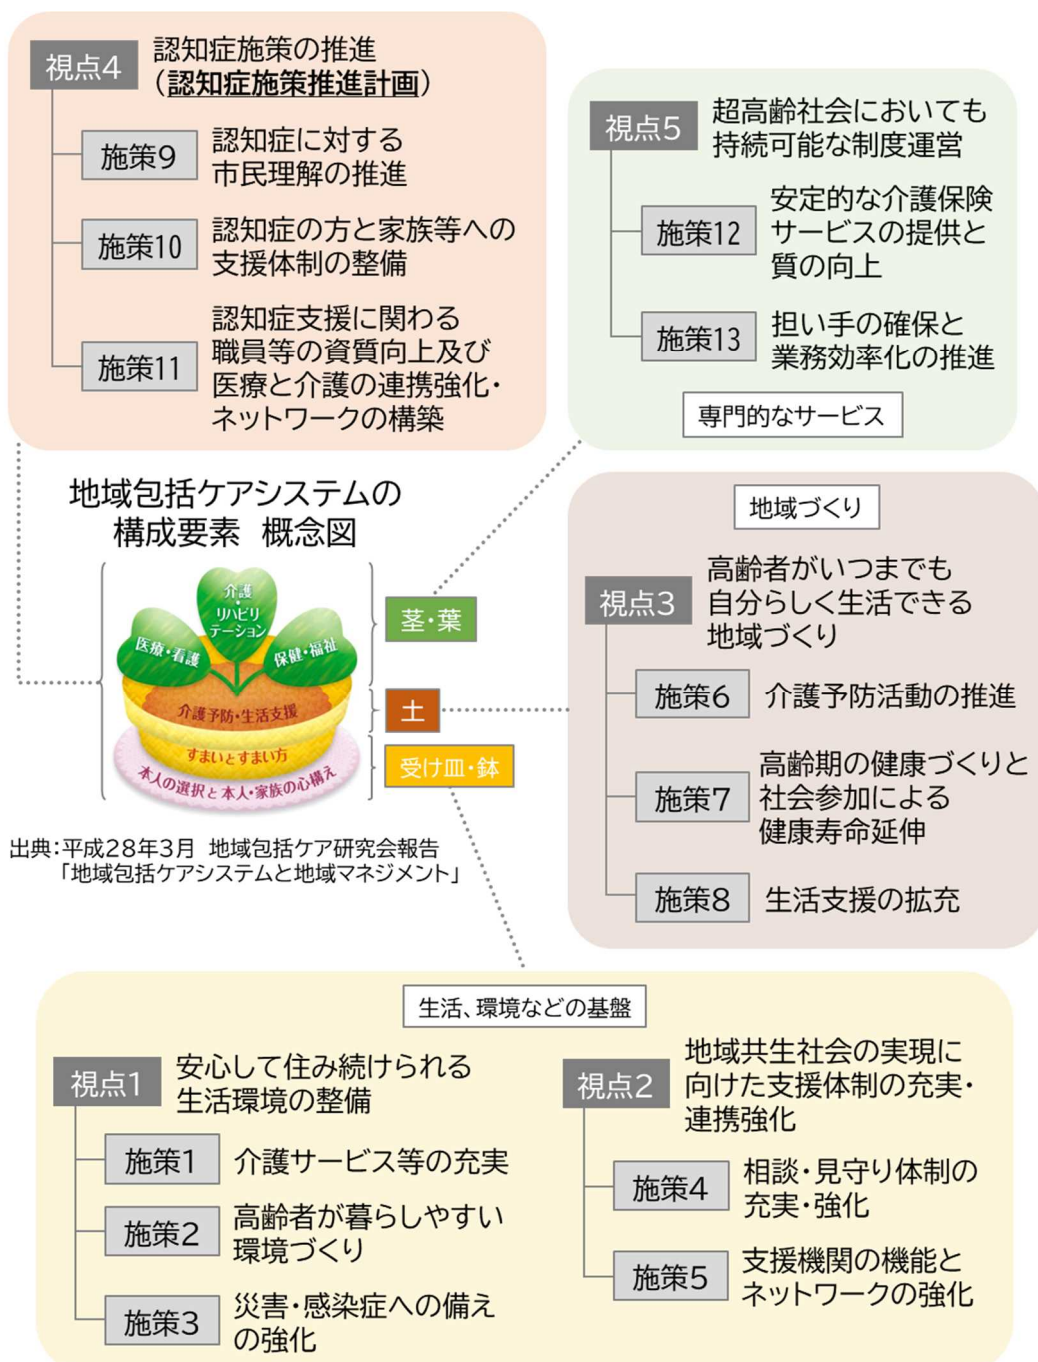 視点4
認知症施策の推進
（認知症施策推進計画）
施策9
認知症に対する
市民理解の推進
施策10
認知症の方と家族等への
支援体制の整備
施策11
認知症支援に関わる
職員等の資質向上及び
医療と介護の連携強化・
ネットワークの構築
視点5
超高齢社会においても
持続可能な制度運営
施策12
安定的な介護保険
サービスの提供と
質の向上
施策13
担い手の確保と
業務効率化の推進
専門的なサービス
地域包括ケアシステムの
構成要素　概念図
介護
・
リハビリ
テーション
医療・看護
保健・福祉
介護予防・生活支援
すまいとすまい方
本人の選択と本人・家族の心構え
茎・葉
土
受け皿・鉢
出典：平成28年3月　地域包括ケア研究会報告
「地域包括ケアシステムと地域マネジメント」
地域づくり
視点3
高齢者がいつまでも
自分らしく生活できる
地域づくり
施策6
介護予防活動の推進
施策7
高齢期の健康づくりと
社会参加による
健康寿命延伸
施策8
生活支援の拡充
生活、環境などの基盤
視点1
安心して住み続けられる
生活環境の整備
施策1
介護サービス等の充実
施策2
高齢者が暮らしやすい
環境づくり
施策3
災害・感染症への備え
の強化
視点2
地域共生社会の実現に
向けた支援体制の充実・
連携強化
施策4
相談・見守り体制の
充実・強化
施策5
支援機関の機能と
ネットワークの強化